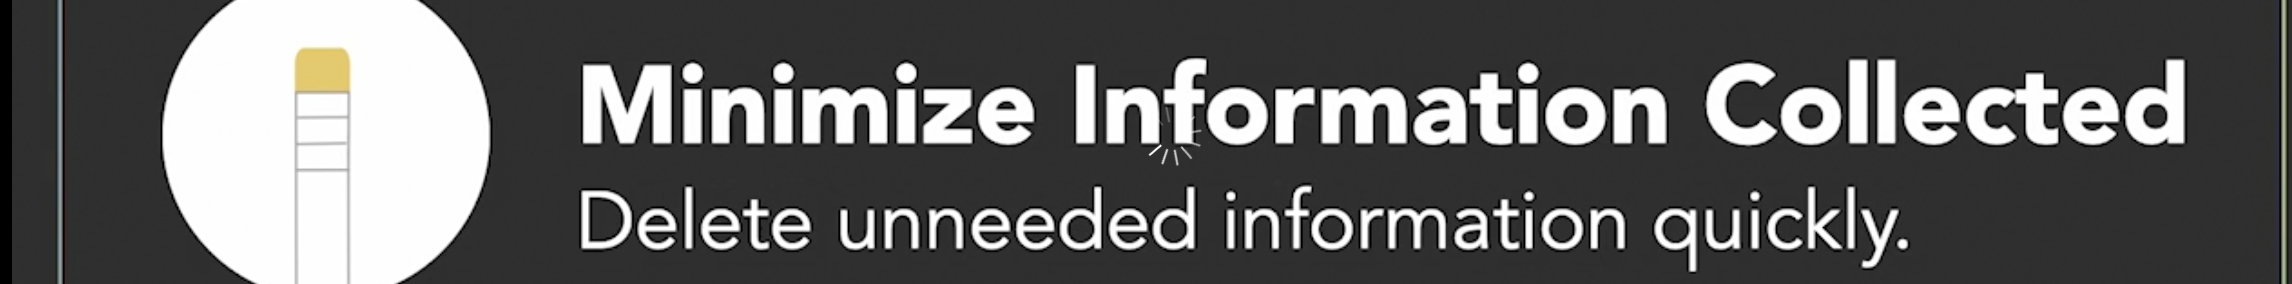 Minimize Information Collected
Delete unneeded information quickly.